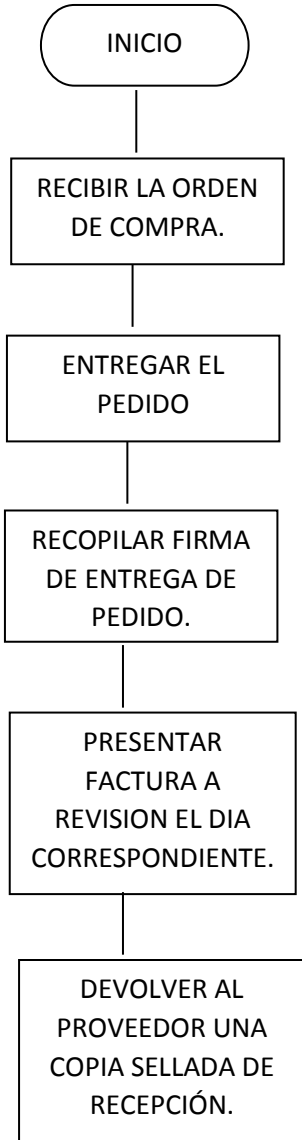 INICIO
RECIBIR LA ORDEN
DE COMPRA.
ENTREGAR EL
PEDIDO
RECOPILAR FIRMA
DE ENTREGA DE
PEDIDO.
PRESENTAR
FACTURA A
REVISION EL DIA
CORRESPONDIENTE.
DEVOLVER AL
PROVEEDOR UNA
COPIA SELLADA DE
RECEPCIÓN.